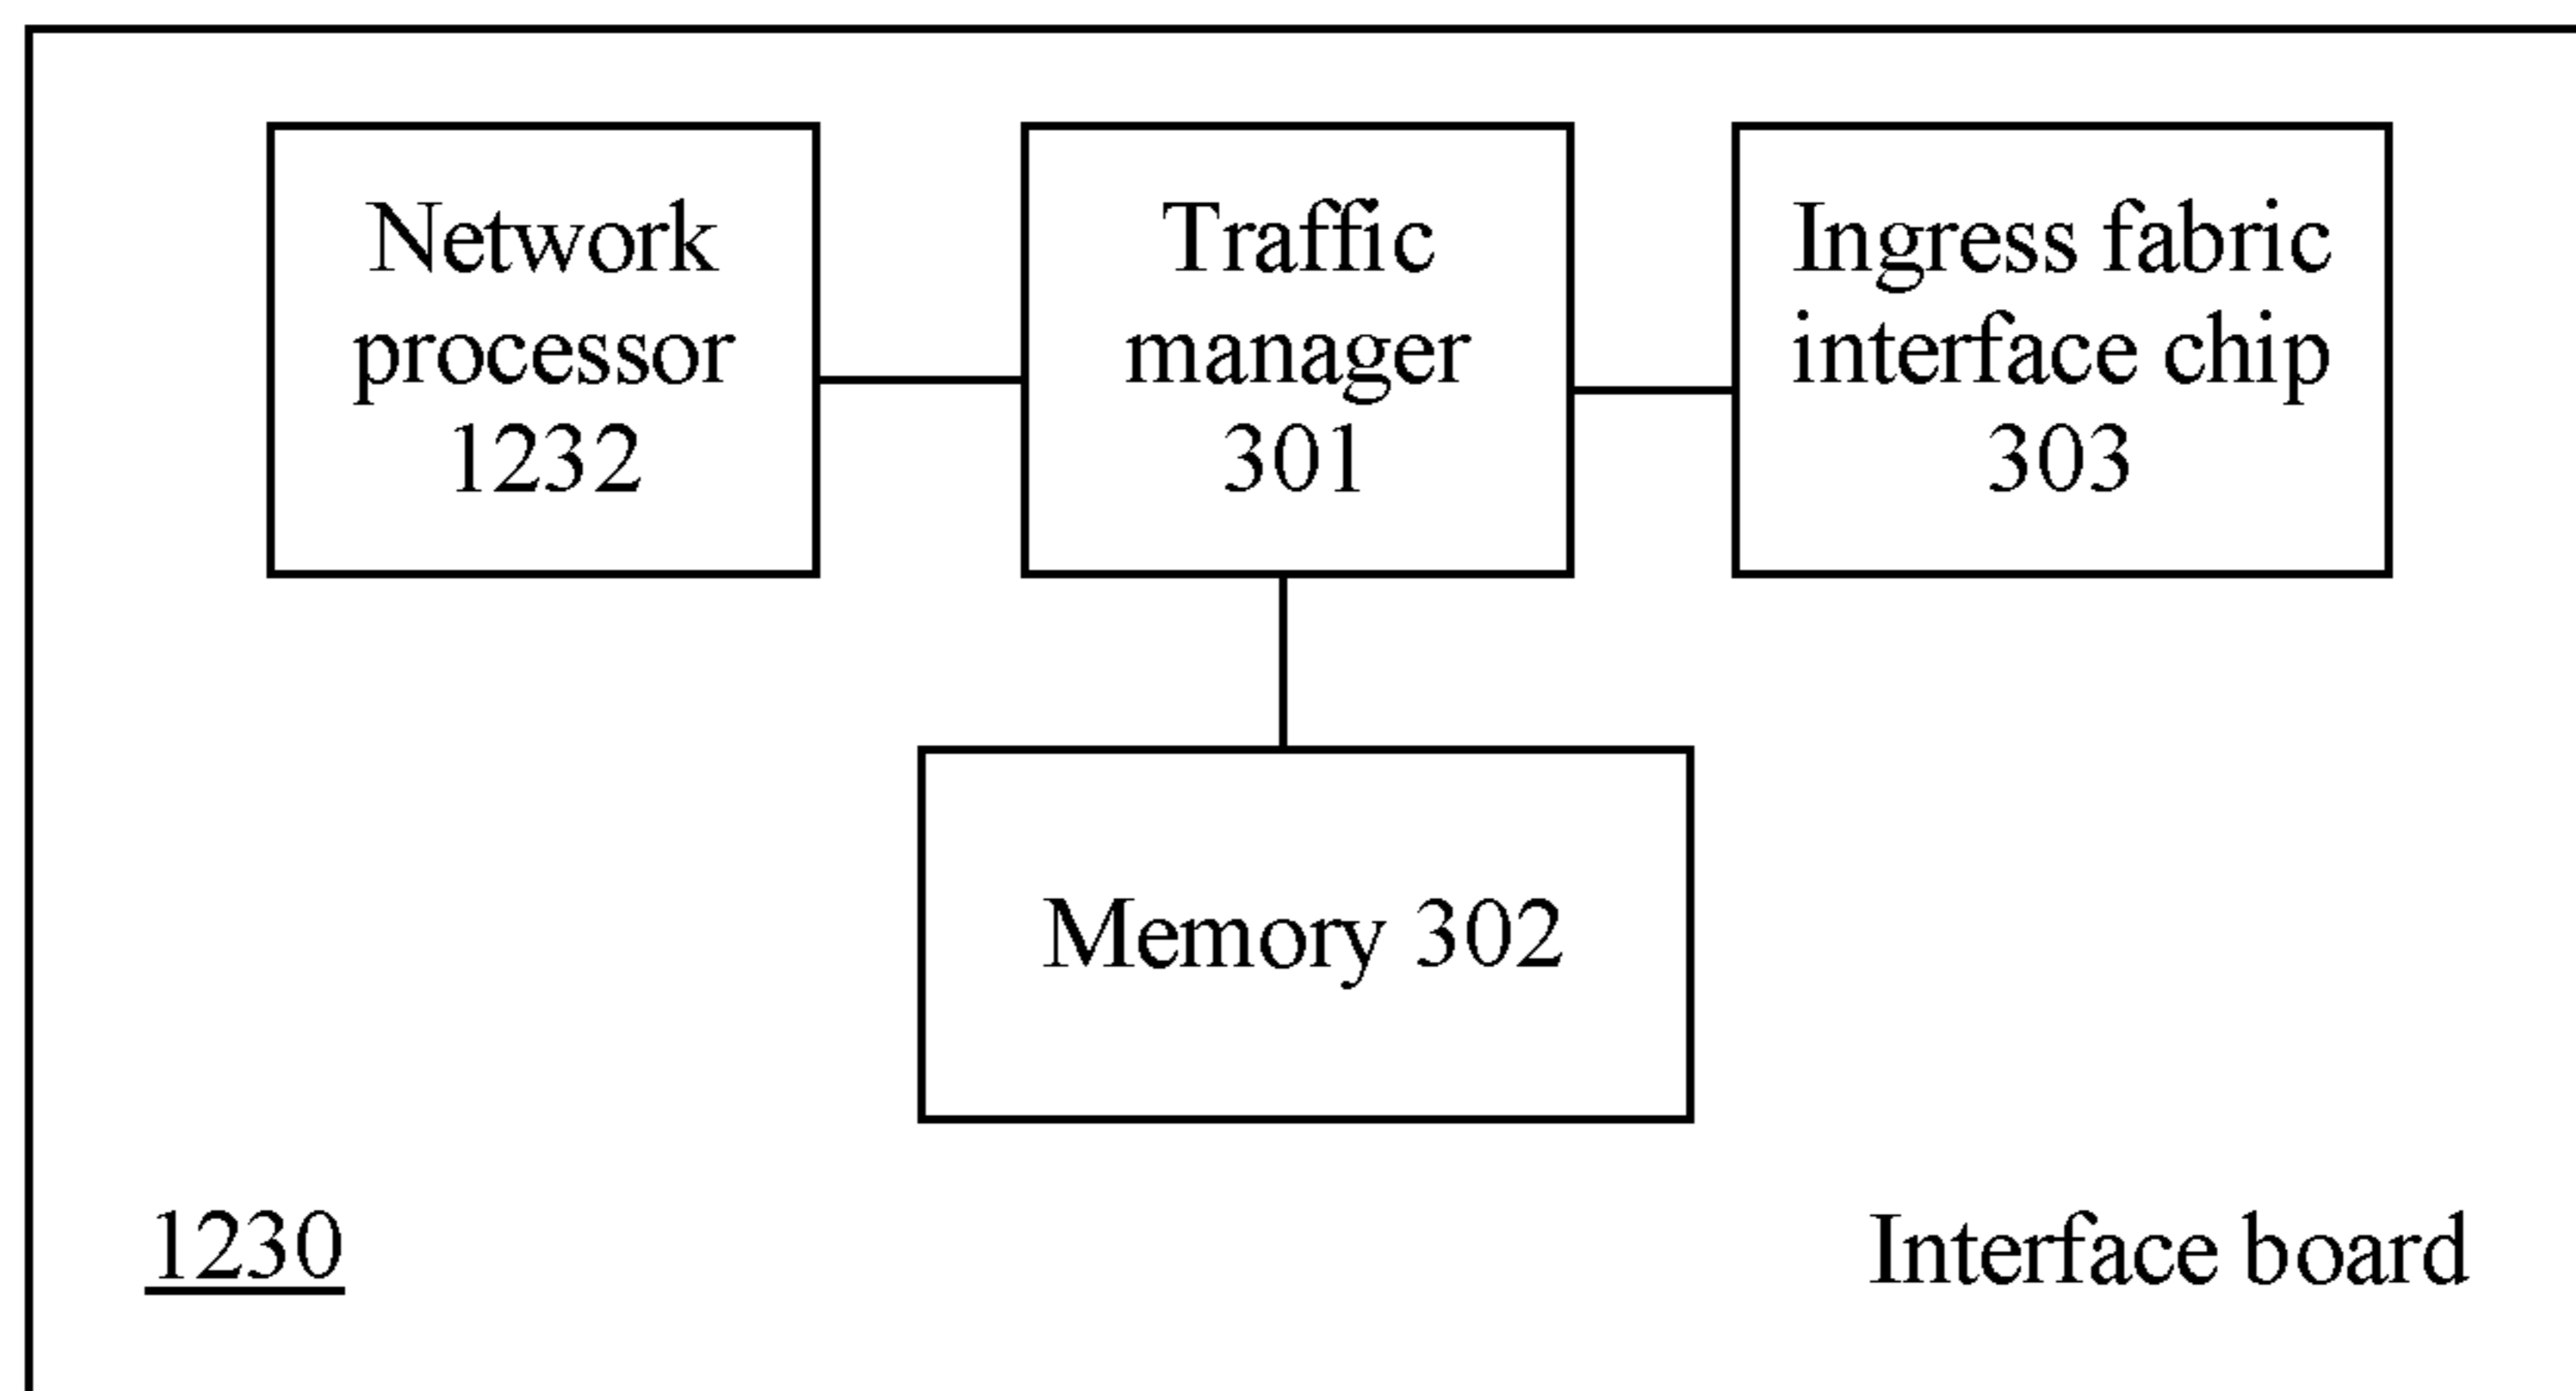 Network
processor
1232
Traffic
manager
301
Ingress fabric
interface chip
303
Memory 302
1230
Interface board